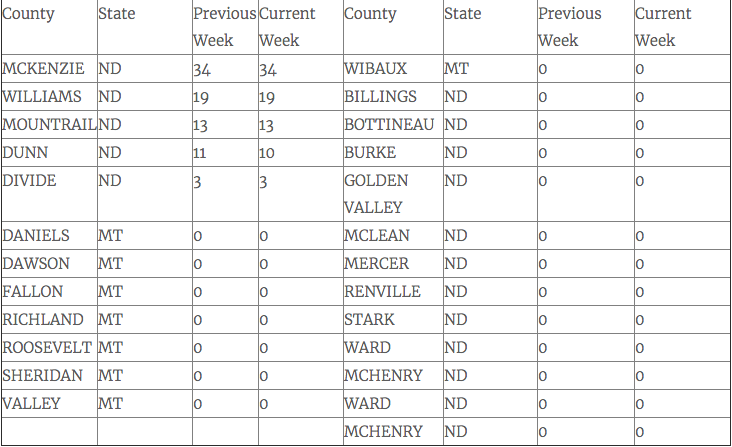 County State Previous Current County State Previous Current
Week Week Week Week
MCKENZIE ND 34 34 WIBAUX MT 0 0
WILLIAMS ND 19 19 BILLINGS ND 0 0
MOUNTRAIL ND 13 13 BOTTINEAU ND 0 0
DUNN ND 11 10 BURKE ND 0 0
DIVIDE ND 3 3 GOLDEN ND 0 0
VALLEY
DANIELS MT 0 0 MCLEAN ND 0 0
DAWSON MT 0 0 MERCER ND 0 0
FALLON MT 0 0 RENVILLE ND 0 0
RICHLAND MT 0 0 STARK ND 0 0
ROOSEVELT MT 0 0 WARD ND 0 0
SHERIDAN MT 0 0 MCHENRY ND 0 0
VALLEY MT 0 0 WARD ND 0 0
MCHENRY ND 0 0